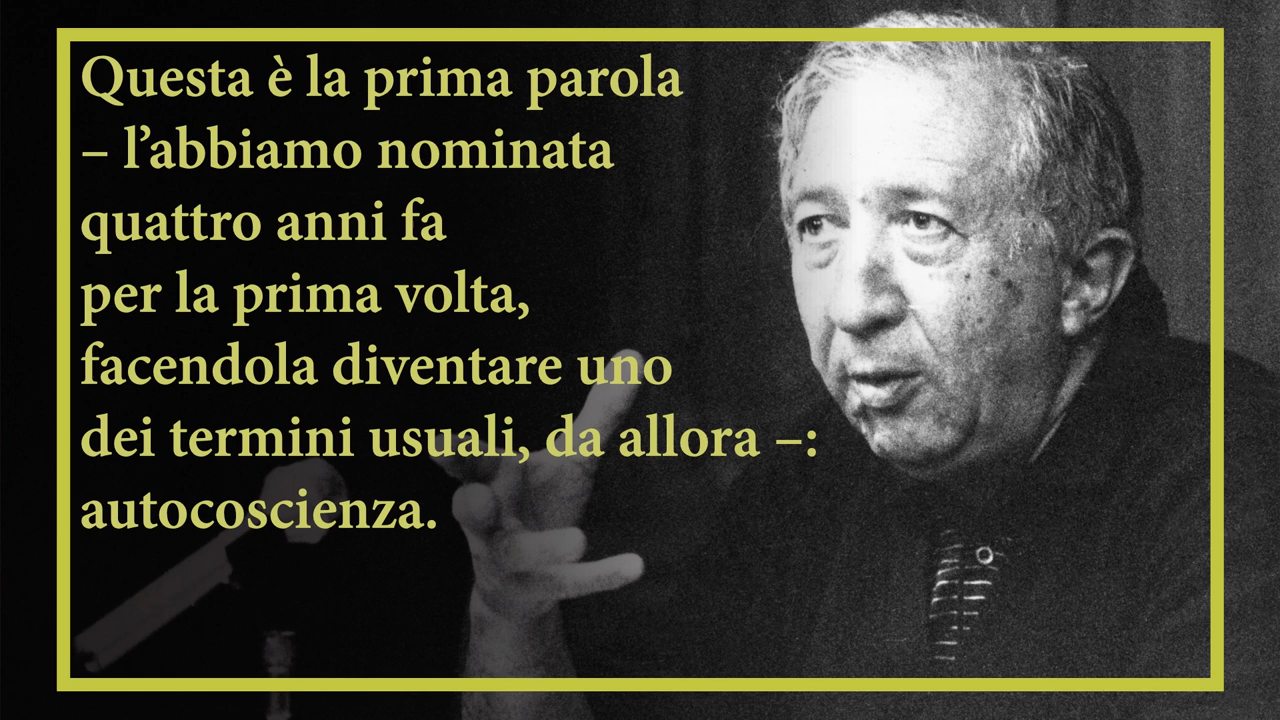 Questa è la prima parola
– l’abbiamo nominata
quattro anni fa
per la prima volta,
facendola diventare uno
dei termini usuali, da allora –:
autocoscienza.